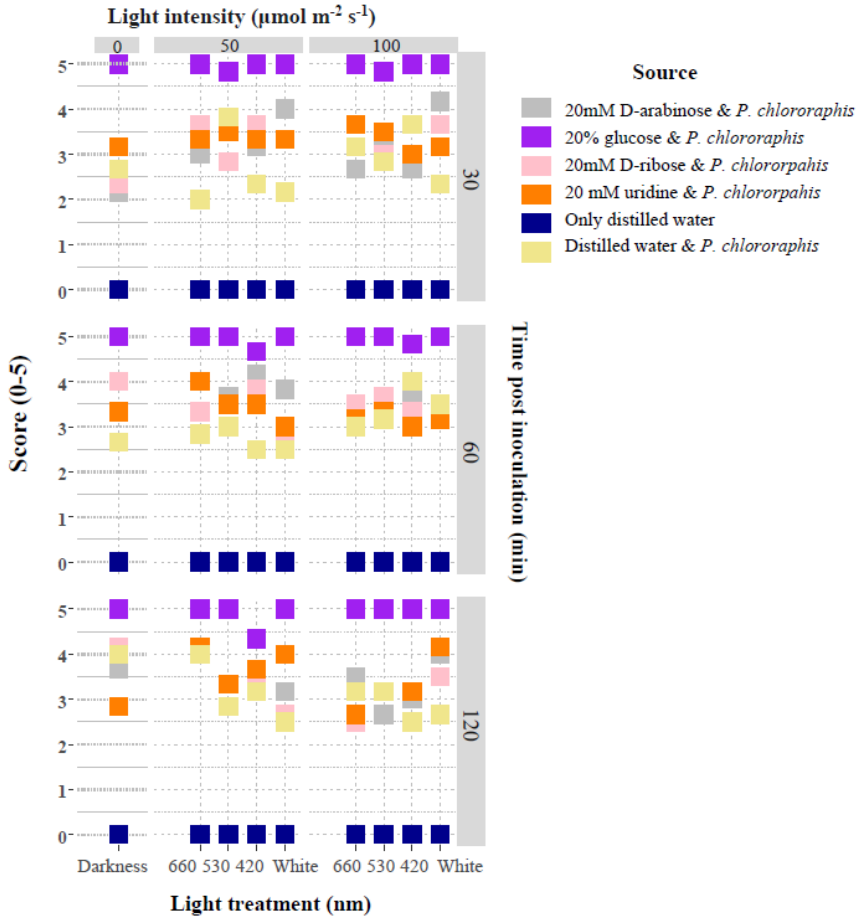 Light intensity (µmol m⁻² s⁻¹)
0 50 100
5
4
3
2
1
0
30
5
4
3
2
1
0
60
5
4
3
2
1
0
120
Score (0-5)
Time post inoculation (min)
Darkness 660 530 420 White 660 530 420 White
Light treatment (nm)
Source
20mM D-arabinose & P. chlororaphis
20% glucose & P. chlororaphis
20mM D-ribose & P. chlororpahis
20 mM uridine & P. chlororpahis
Only distilled water
Distilled water & P. chlororaphis